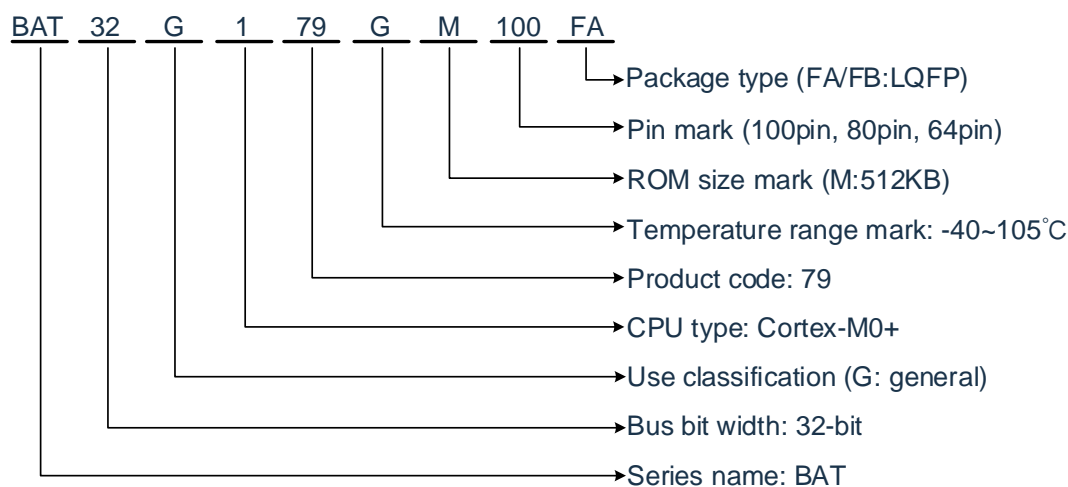 BAT 32 G 1 79 G M 100 FA
Package type (FA/FB:LQFP)
Pin mark (100pin, 80pin, 64pin)
ROM size mark (M:512KB)
Temperature range mark: -40~105℃
Product code: 79
CPU type: Cortex-M0+
Use classification (G: general)
Bus bit width: 32-bit
Series name: BAT